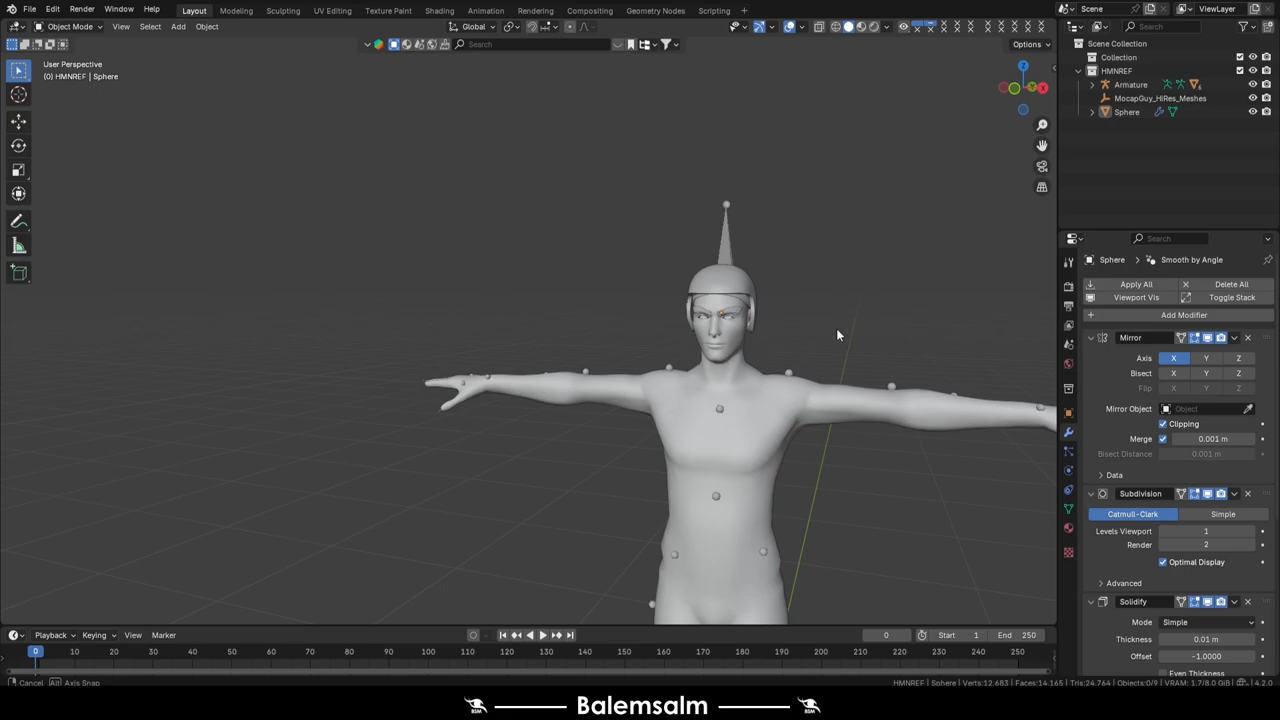 File Edit Render Window Help Layout Modeling Sculpting UV Editing Texture Paint Shading Animation Rendering Compositing Geometry Nodes Scripting Scene ViewLayer
Object Mode View Select Add Object Global Search
Search Options
User Perspective
(0) HMNREF | Sphere
Z
X
Scene Collection
Collection
HMNREF
Armature
MocapGuy_HiRes_Meshes
Sphere
Search
Sphere > Smooth by Angle
Apply All Delete All
Viewport Vis Toggle Stack
Add Modifier
Mirror
Axis X Y Z
Bisect X Y Z
Flip X Y Z
Mirror Object Object
Clipping
Merge 0.001 m
Bisect Distance 0.001 m
Data
Subdivision
Catmull-Clark Simple
Levels Viewport 1
Render 2
Optimal Display
Advanced
Solidify
Mode Simple
Thickness 0.01 m
Offset -1.0000
Even Thickness
Playback Keying View Marker 0 Start 1 End 250
0 10 20 30 40 50 60 70 80 90 100 110 120 130 140 150 160 170 180 190 200 210 220 230 240 250
Cancel Alt Axis Snap HMNREF | Sphere | Verts:12,683 | Faces:14,165 | Tris:24,764 | Objects:0/9 | VRAM: 1.7/8.0 GiB | 4.2.0
BSM Balemsalm BSM